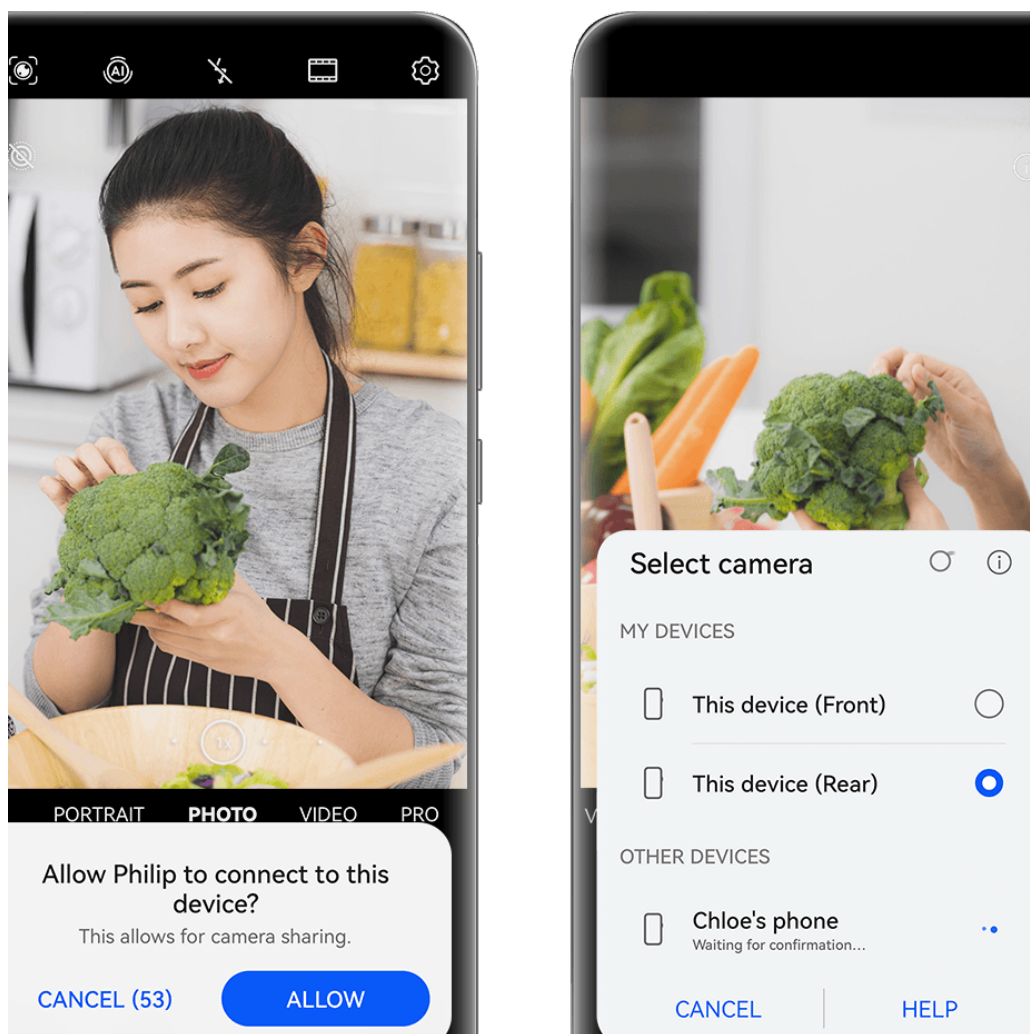 AI
1x
PORTRAIT PHOTO VIDEO PRO
Allow Philip to connect to this
device?
This allows for camera sharing.
CANCEL (53) ALLOW
Select camera
MY DEVICES
This device (Front)
This device (Rear)
OTHER DEVICES
Chloe's phone
Waiting for confirmation...
CANCEL HELP